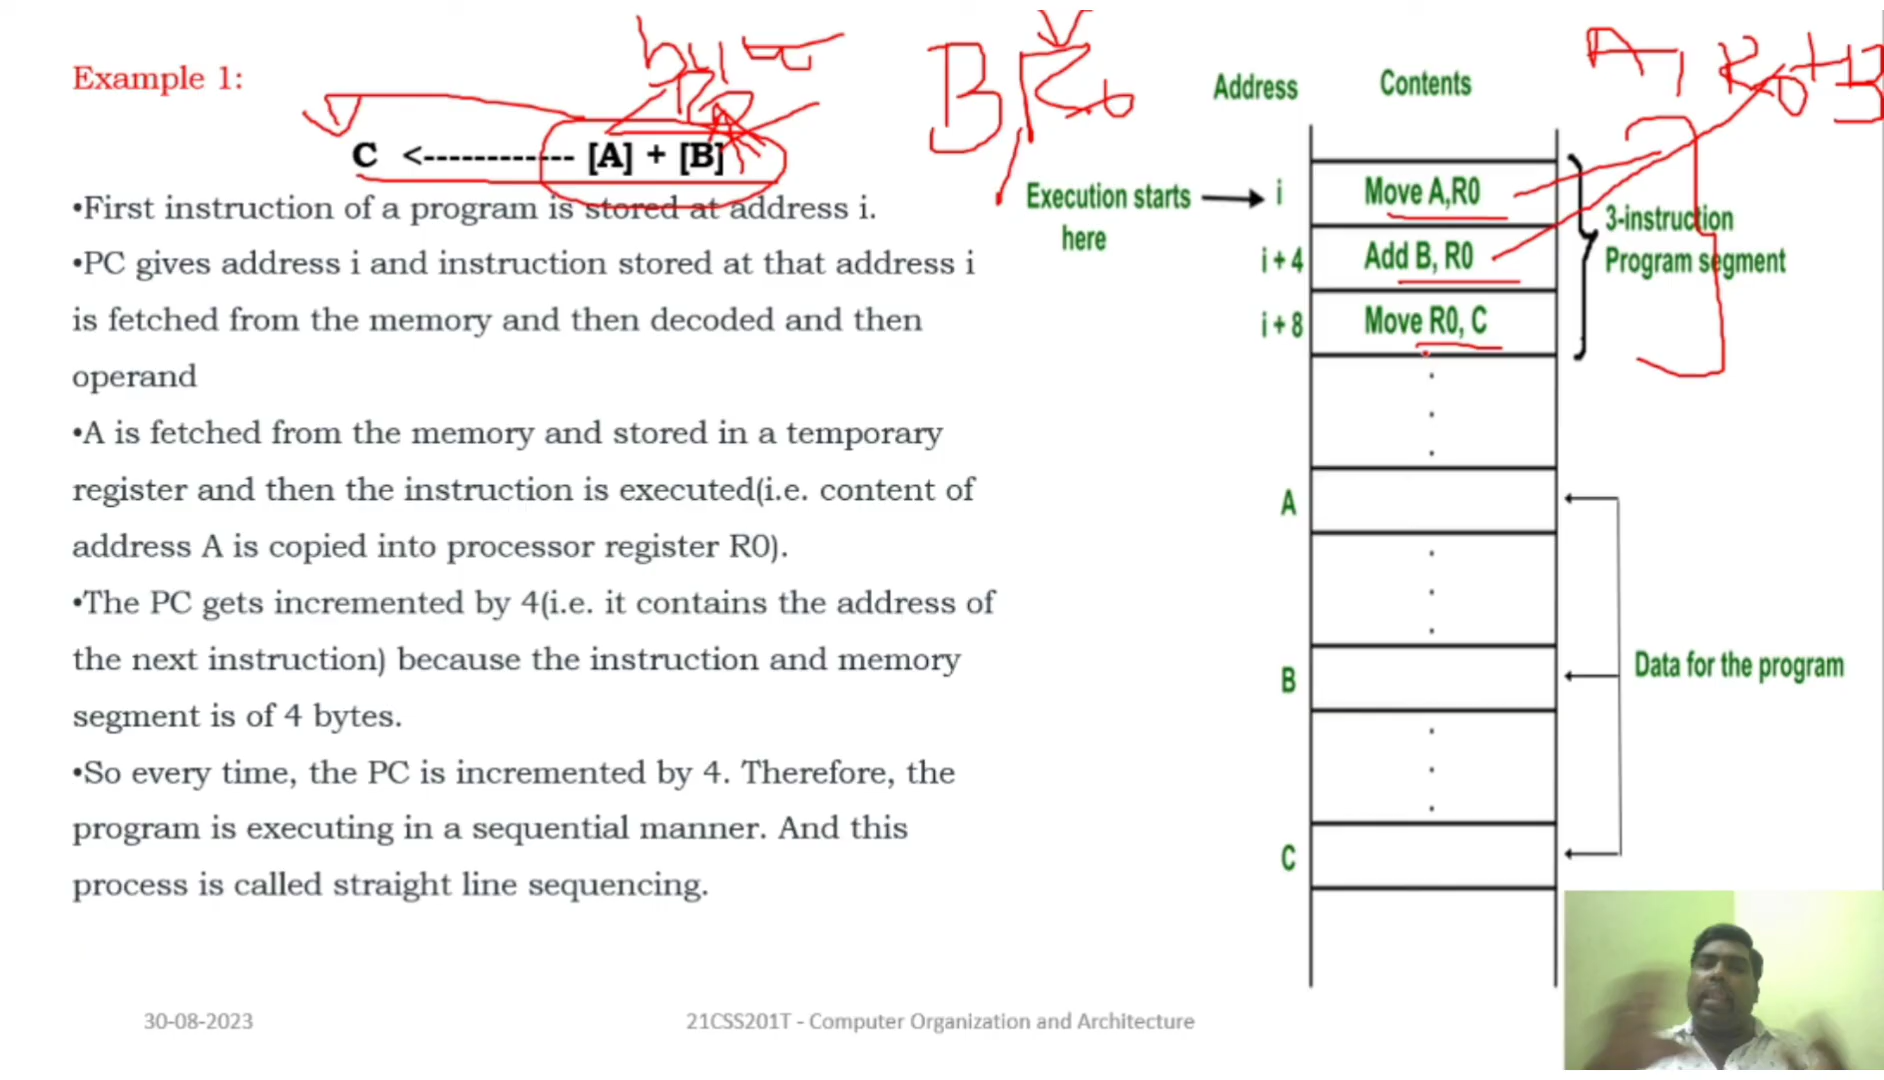 Example 1:
C <------------ [A] + [B]
•First instruction of a program is stored at address i.
•PC gives address i and instruction stored at that address i
is fetched from the memory and then decoded and then
operand
•A is fetched from the memory and stored in a temporary
register and then the instruction is executed(i.e. content of
address A is copied into processor register R0).
•The PC gets incremented by 4(i.e. it contains the address of
the next instruction) because the instruction and memory
segment is of 4 bytes.
•So every time, the PC is incremented by 4. Therefore, the
program is executing in a sequential manner. And this
process is called straight line sequencing.
B, R0
A, R0+B
Address Contents
Execution starts
here
i Move A,R0
i + 4 Add B, R0
i + 8 Move R0, C
3-instruction
Program segment
A
B
C
Data for the program
30-08-2023
21CSS201T - Computer Organization and Architecture